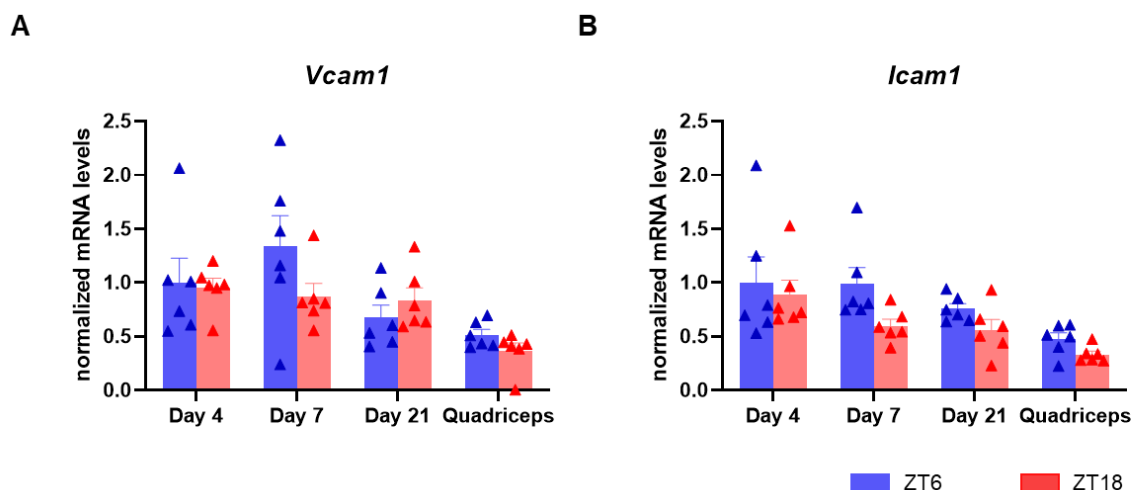 A
B
Vcam1
Icam1
normalized mRNA levels
2.5
2.0
1.5
1.0
0.5
0.0
Day 4 Day 7 Day 21 Quadriceps
normalized mRNA levels
2.5
2.0
1.5
1.0
0.5
0.0
Day 4 Day 7 Day 21 Quadriceps
ZT6 ZT18